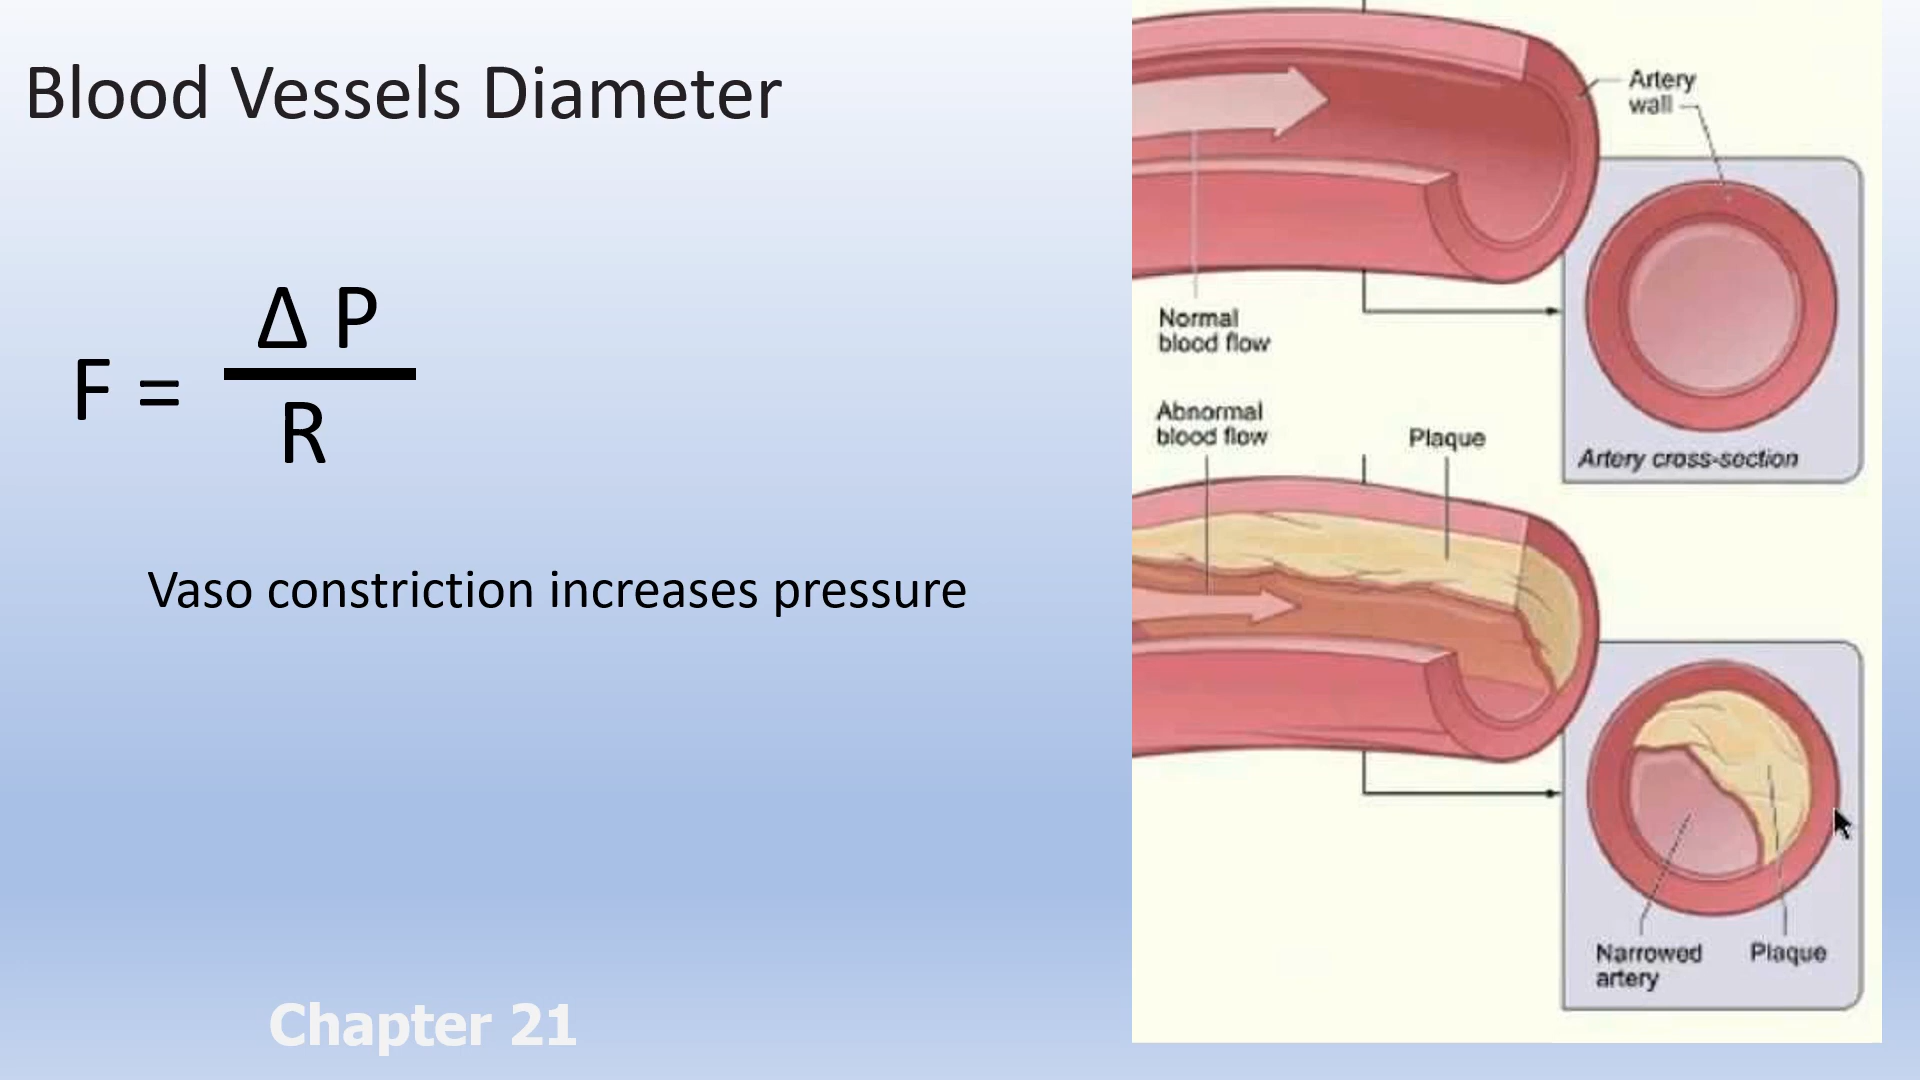 Blood Vessels Diameter
Δ P
F =
R
Vaso constriction increases pressure
Chapter 21
Artery
wall
Normal
blood flow
Artery cross-section
Abnormal
blood flow
Plaque
Narrowed
artery
Plaque